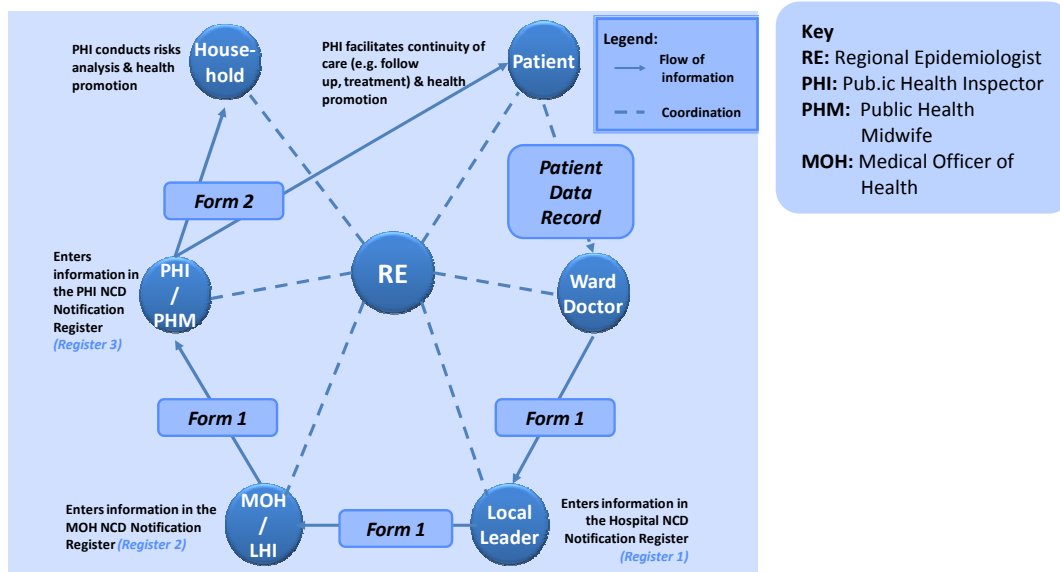 PHI conducts risks
analysis & health
promotion
House-
hold
PHI facilitates continuity of
care (e.g. follow
up, treatment) & health
promotion
Patient
Legend:
Flow of
information
Coordination
Key
RE: Regional Epidemiologist
PHI: Pub.ic Health Inspector
PHM: Public Health
Midwife
MOH: Medical Officer of
Health
Form 2
Patient
Data
Record
Enters
information in
the PHI NCD
Notification
Register
(Register 3)
PHI
/
PHM
RE
Ward
Doctor
Form 1
Form 1
Enters information in the
MOH NCD Notification
Register (Register 2)
MOH
/
LHI
Form 1
Local
Leader
Enters information in
the Hospital NCD
Notification Register
(Register 1)